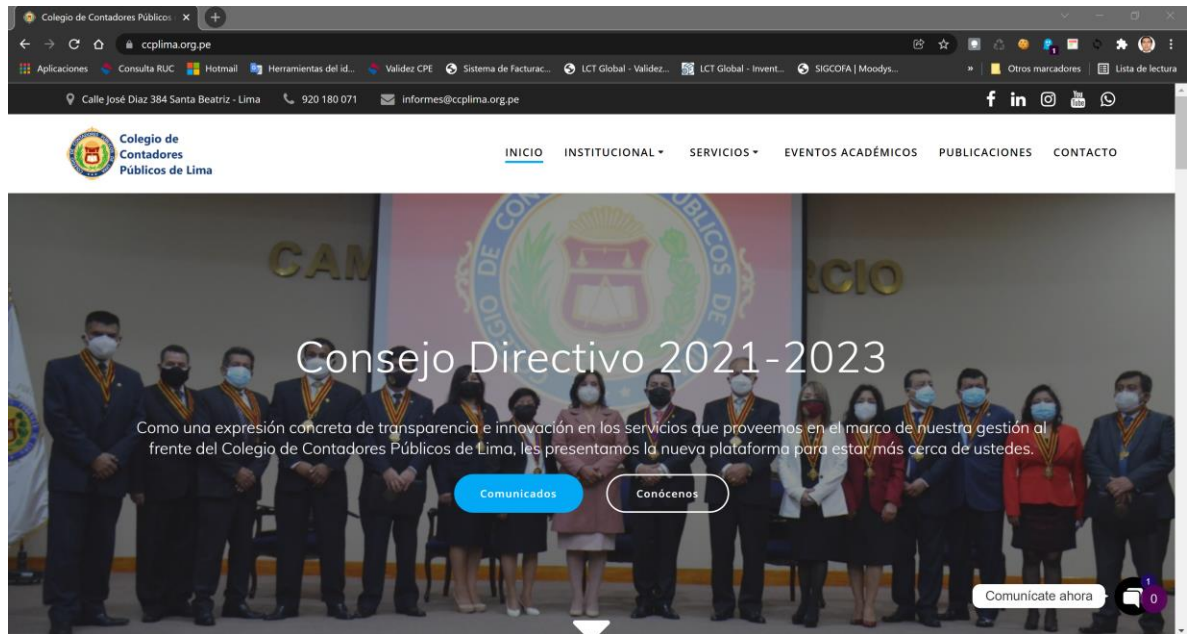 Colegio de Contadores Públicos
ccplima.org.pe
Aplicaciones Consulta RUC Hotmail Herramientas del id... Validez CPE Sistema de Facturac... LCT Global - Validez... LCT Global - Invent... SIGCOFA | Moodys... » Otros marcadores Lista de lectura
Calle José Diaz 384 Santa Beatriz - Lima 920 180 071 informes@ccplima.org.pe
Colegio de
Contadores
Públicos de Lima
INICIO INSTITUCIONAL SERVICIOS EVENTOS ACADÉMICOS PUBLICACIONES CONTACTO
Consejo Directivo 2021-2023
Como una expresión concreta de transparencia e innovación en los servicios que proveemos en el marco de nuestra gestión al
frente del Colegio de Contadores Públicos de Lima, les presentamos la nueva plataforma para estar más cerca de ustedes.
Comunicados Conócenos
Comunícate ahora 1 0